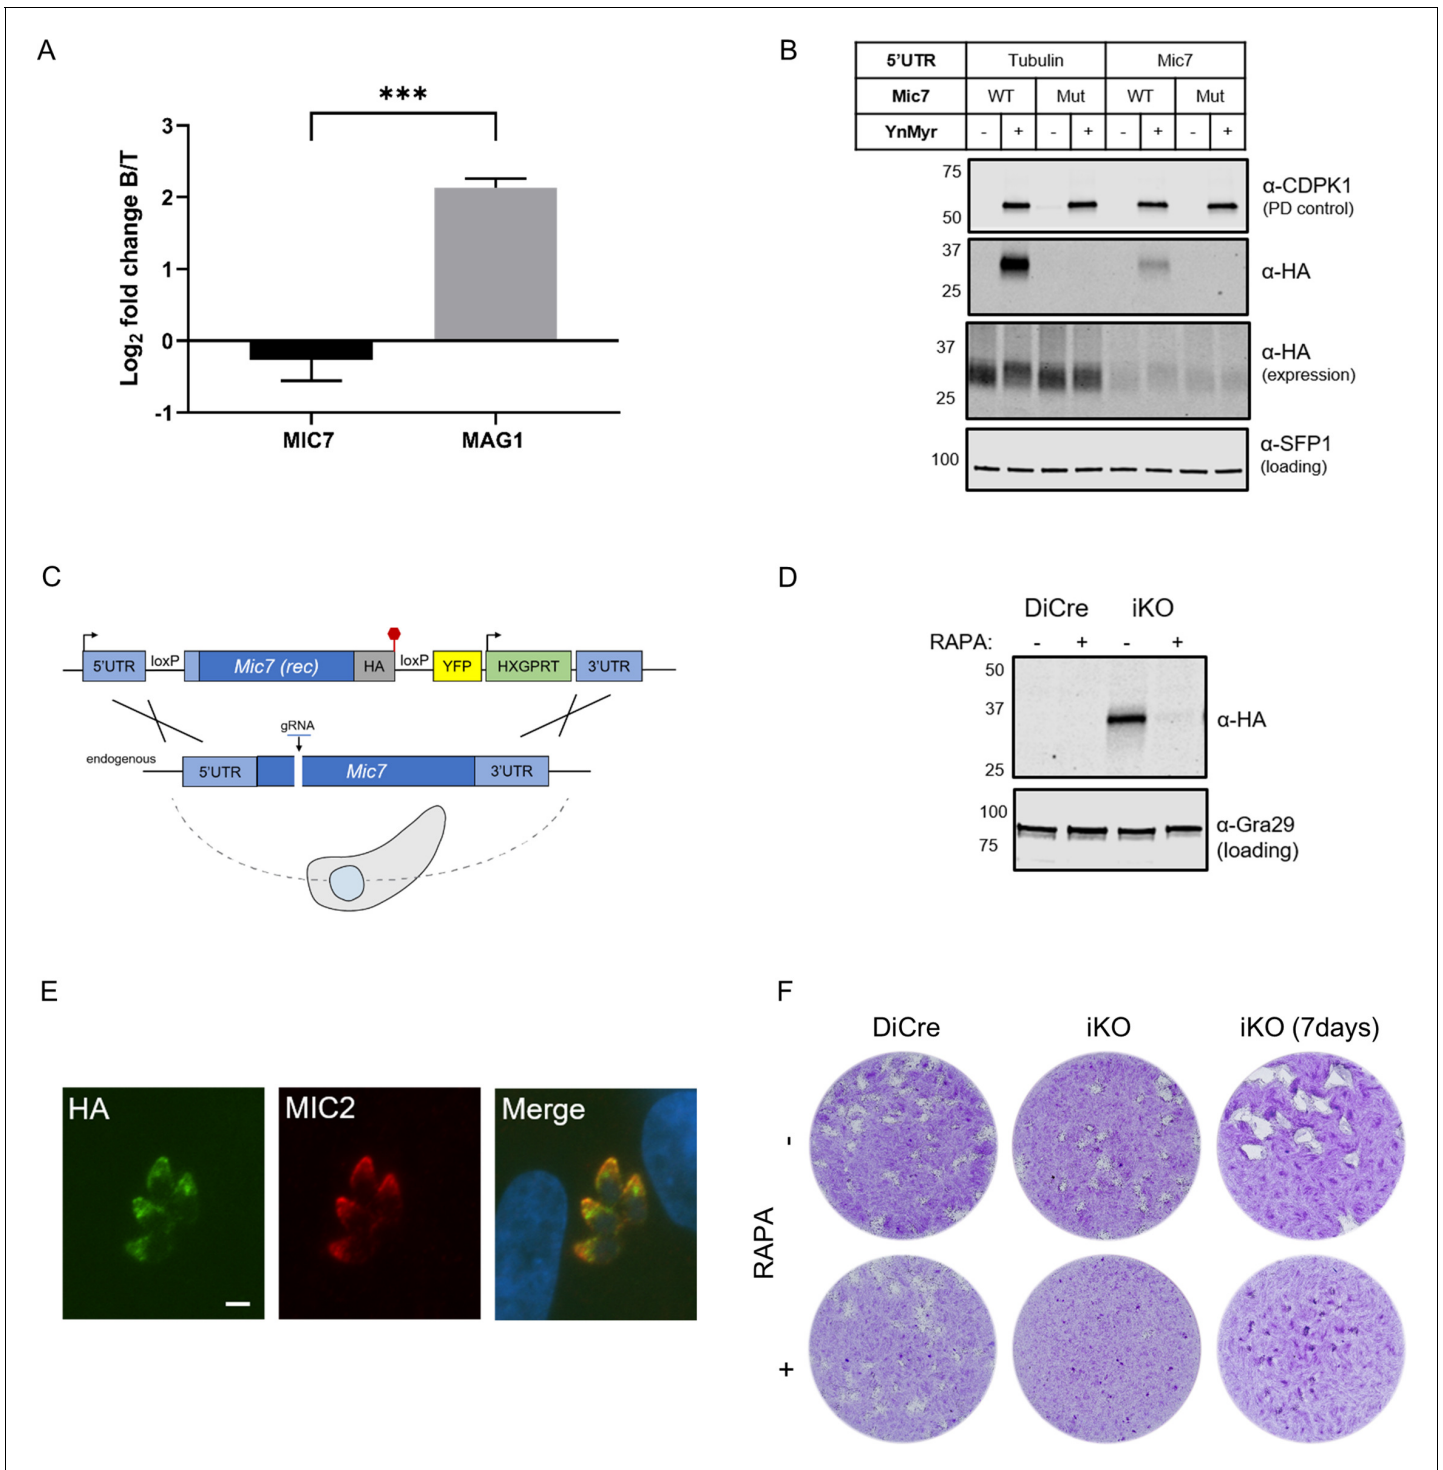 A
***
Log2 fold change B/T
3
2
1
0
-1
MIC7 MAG1
B
5'UTR Tubulin Mic7
Mic7 WT Mut WT Mut
YnMyr - + - + - + - +
75
50
α-CDPK1
(PD control)
37
25
α-HA
37
25
α-HA
(expression)
100
α-SFP1
(loading)
C
5'UTR loxP Mic7 (rec) HA loxP YFP HXGPRT 3'UTR
gRNA
endogenous
5'UTR Mic7 3'UTR
D
DiCre iKO
RAPA: - + - +
50
37
25
α-HA
100
75
α-Gra29
(loading)
E
HA MIC2 Merge
F
DiCre iKO iKO (7days)
-
RAPA
+